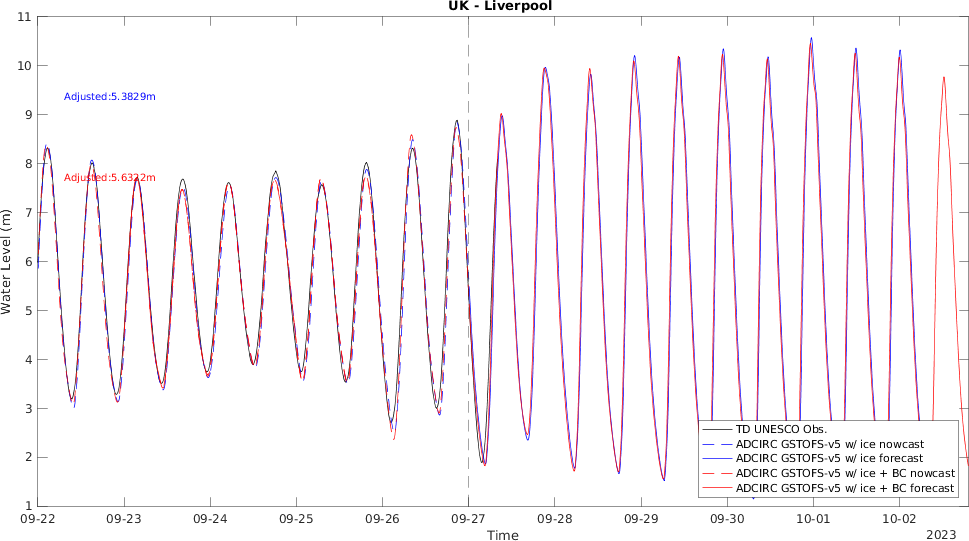 UK - Liverpool
11
10
9
8
7
6
5
4
3
2
1
Water Level (m)
Adjusted:5.3829m
Adjusted:5.6322m
TD UNESCO Obs.
ADCIRC GSTOFS-v5 w/ ice nowcast
ADCIRC GSTOFS-v5 w/ ice forecast
ADCIRC GSTOFS-v5 w/ ice + BC nowcast
ADCIRC GSTOFS-v5 w/ ice + BC forecast
09-22 09-23 09-24 09-25 09-26 09-27 09-28 09-29 09-30 10-01 10-02
Time
2023